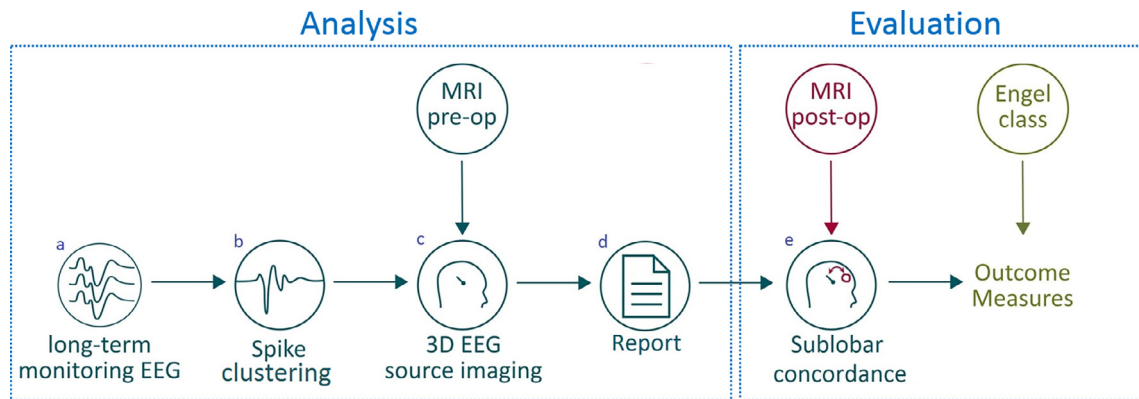 Analysis
Evaluation
MRI
pre-op
MRI
post-op
Engel
class
a
b
c
d
e
long-term
monitoring EEG
Spike
clustering
3D EEG
source imaging
Report
Sublobar
concordance
Outcome
Measures